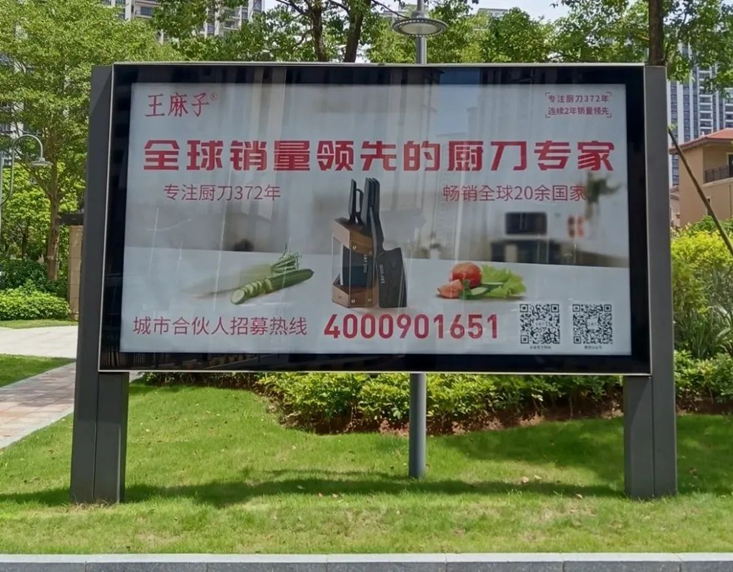 王麻子®
专注厨刀372年
连续2年销量领先
全球销量领先的厨刀专家
专注厨刀372年
畅销全球20余国家
城市合伙人招募热线 4000901651